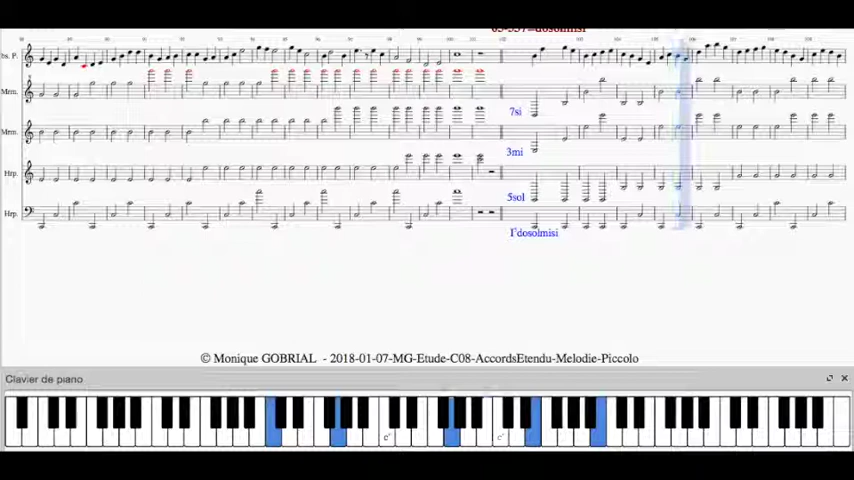 bs. P.
Mrm.
Mrm.
Hrp.
Hrp.
7si
3mi
5sol
1°dosolmisi
© Monique GOBRIAL - 2018-01-07-MG-Etude-C08-AccordsEtendu-Melodie-Piccolo
Clavier de piano
c'